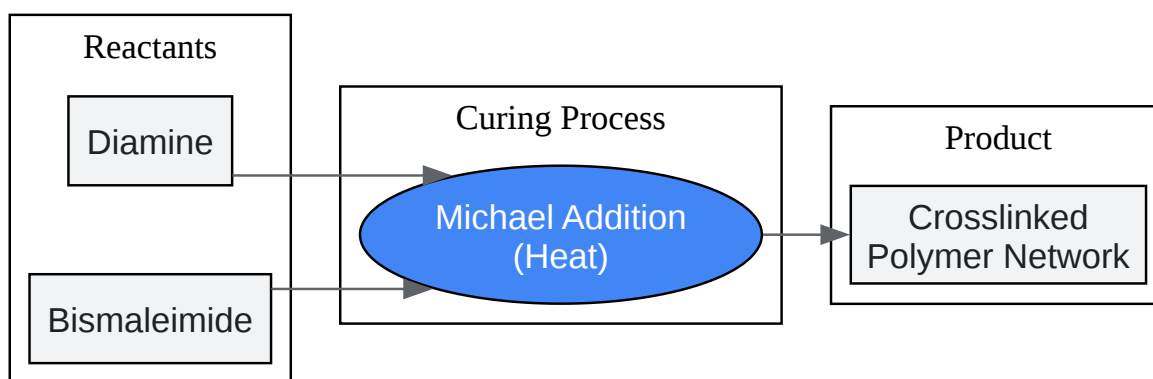 Reactants
Diamine
Bismaleimide
Curing Process
Michael Addition
(Heat)
Product
Crosslinked
Polymer Network